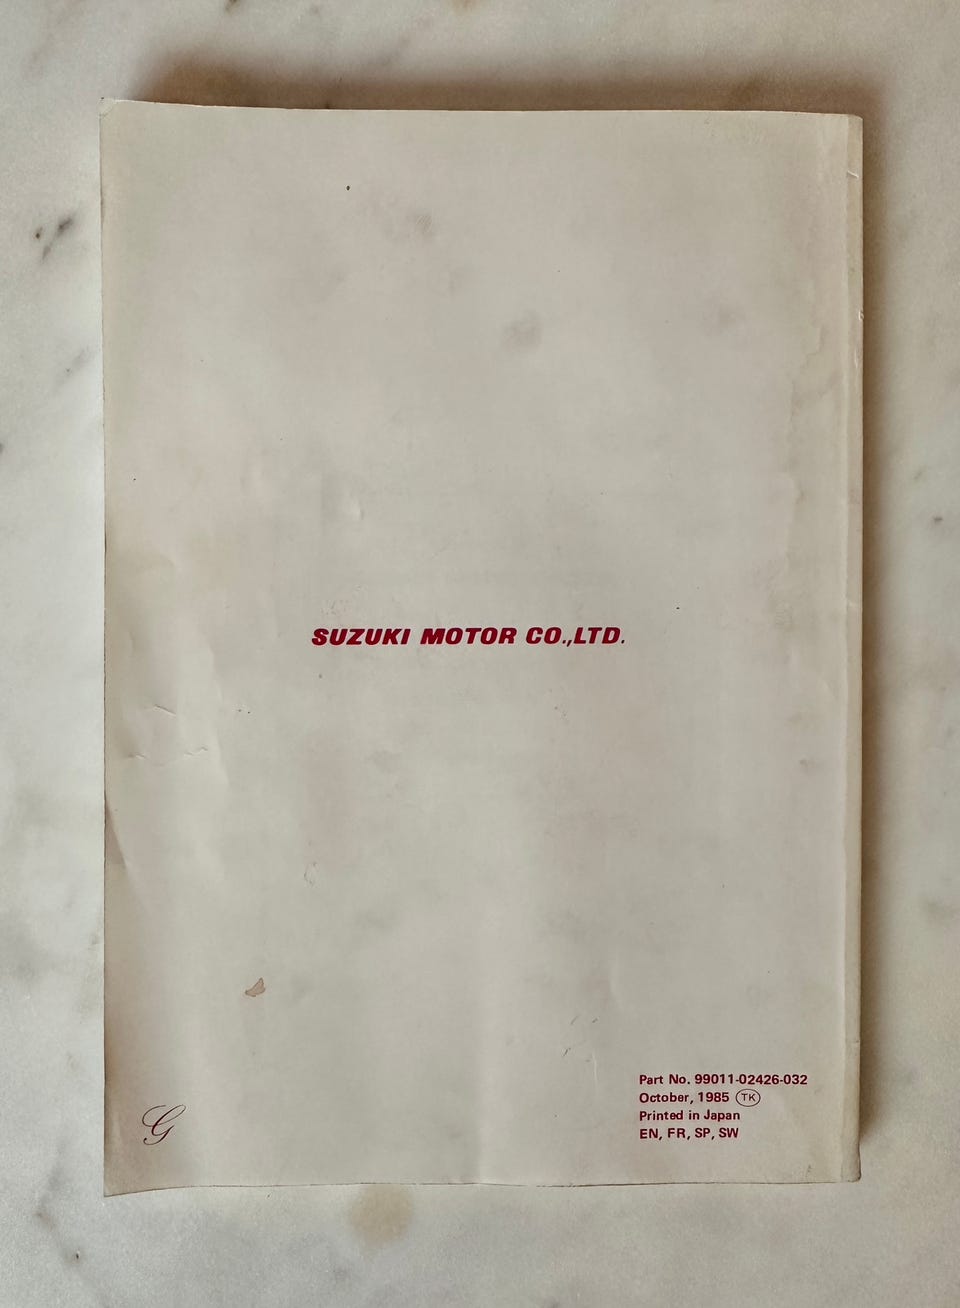 SUZUKI MOTOR CO.,LTD.
Part No. 99011-02426-032
October, 1985 TK
Printed in Japan
EN, FR, SP, SW
G